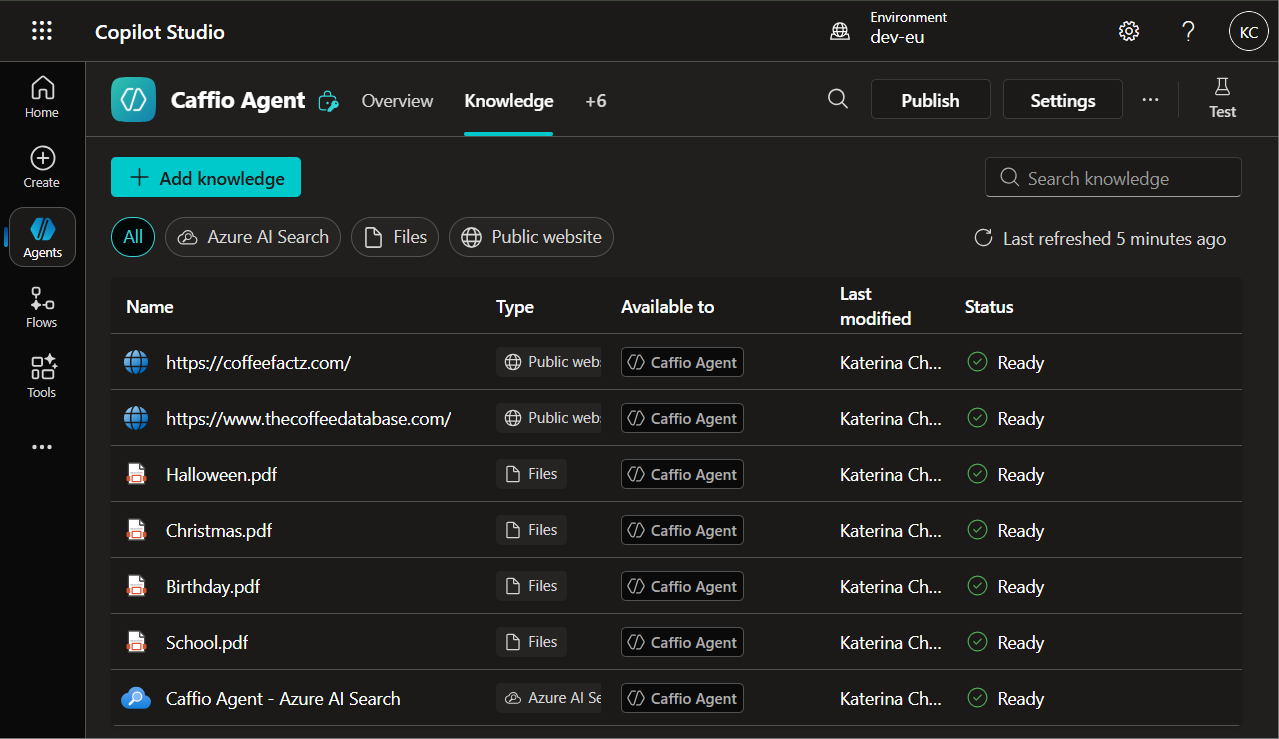 Copilot Studio
Environment
dev-eu
KC
Home
Create
Agents
Flows
Tools
Caffio Agent
Overview
Knowledge
+6
Publish
Settings
Test
Add knowledge
Search knowledge
All
Azure AI Search
Files
Public website
Last refreshed 5 minutes ago
Name Type Available to Last modified Status
https://coffeefactz.com/ Public web Caffio Agent Katerina Ch... Ready
https://www.thecoffeedatabase.com/ Public web Caffio Agent Katerina Ch... Ready
Halloween.pdf Files Caffio Agent Katerina Ch... Ready
Christmas.pdf Files Caffio Agent Katerina Ch... Ready
Birthday.pdf Files Caffio Agent Katerina Ch... Ready
School.pdf Files Caffio Agent Katerina Ch... Ready
Caffio Agent - Azure AI Search Azure AI Se Caffio Agent Katerina Ch... Ready